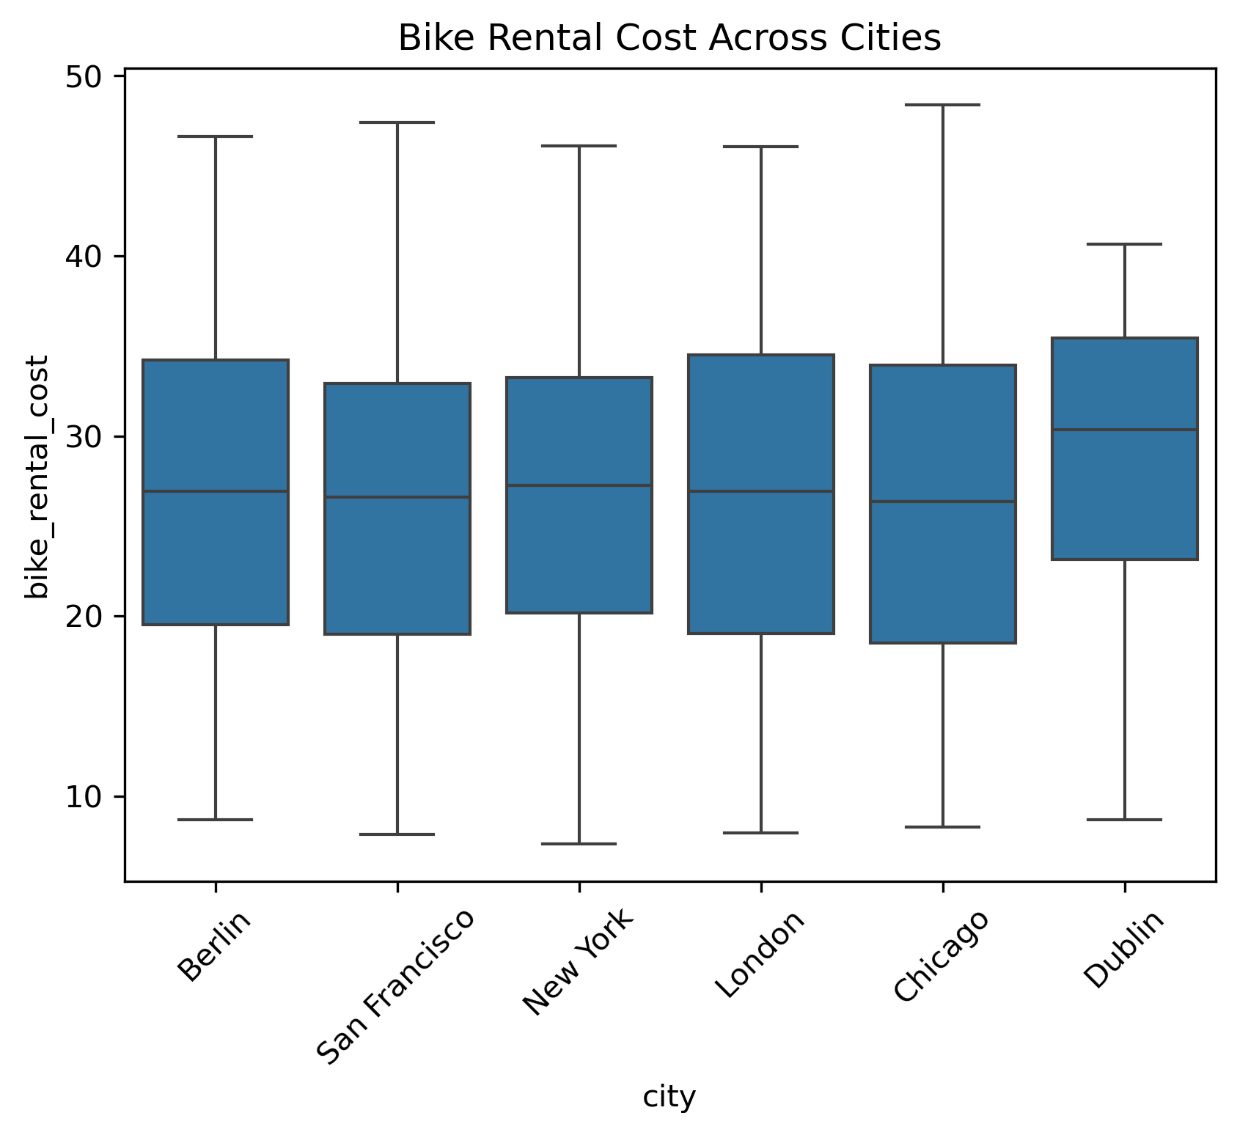 Bike Rental Cost Across Cities
bike_rental_cost
50
40
30
20
10
Berlin
San Francisco
New York
London
Chicago
Dublin
city